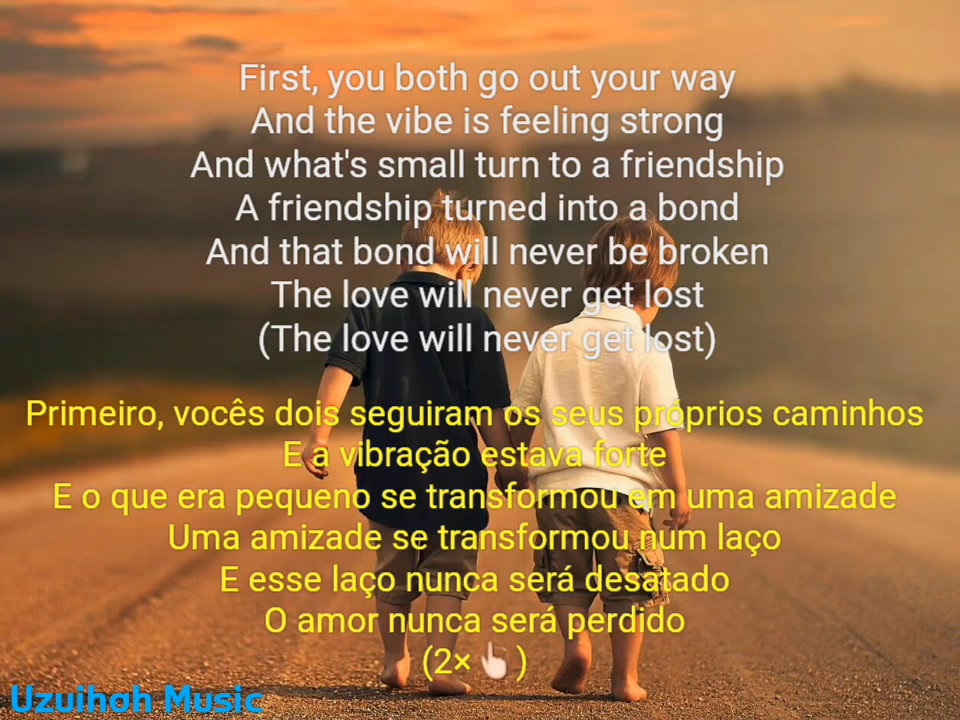 First, you both go out your way
And the vibe is feeling strong
And what's small turn to a friendship
A friendship turned into a bond
And that bond will never be broken
The love will never get lost
(The love will never get lost)
Primeiro, vocês dois seguiram os seus próprios caminhos
E a vibração estava forte
E o que era pequeno se transformou em uma amizade
Uma amizade se transformou num laço
E esse laço nunca será desatado
O amor nunca será perdido
(2×👆)
Uzuihah Music